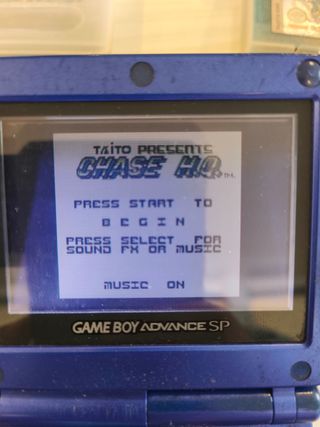 TAITO PRESENTS
CHASE H.Q.™
PRESS START TO
BEGIN
PRESS SELECT FOR
SOUND FX OR MUSIC
MUSIC ON
GAME BOY ADVANCE SP